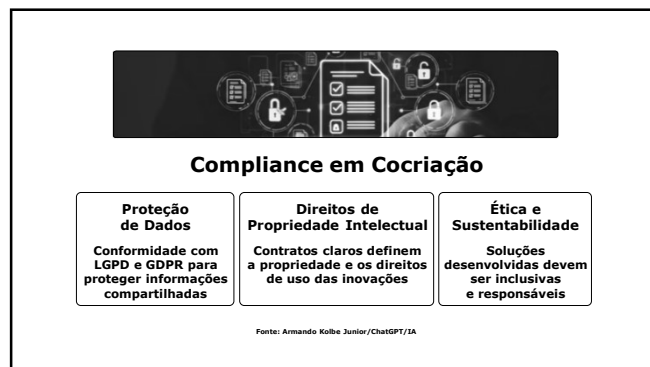 Compliance em Cocriação
Proteção
de Dados
Conformidade com
LGPD e GDPR para
proteger informações
compartilhadas
Direitos de
Propriedade Intelectual
Contratos claros definem
a propriedade e os direitos
de uso das inovações
Ética e
Sustentabilidade
Soluções
desenvolvidas devem
ser inclusivas
e responsáveis
Fonte: Armando Kolbe Junior/ChatGPT/IA